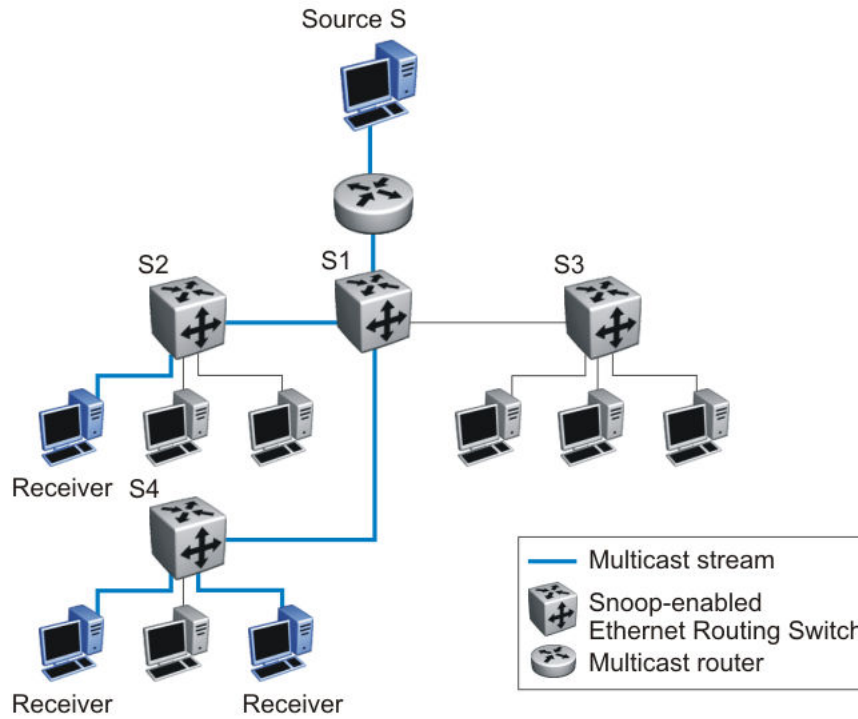 Source S
S2
S1
S3
Receiver
S4
Receiver
Receiver
Multicast stream
Snoop-enabled
Ethernet Routing Switch
Multicast router